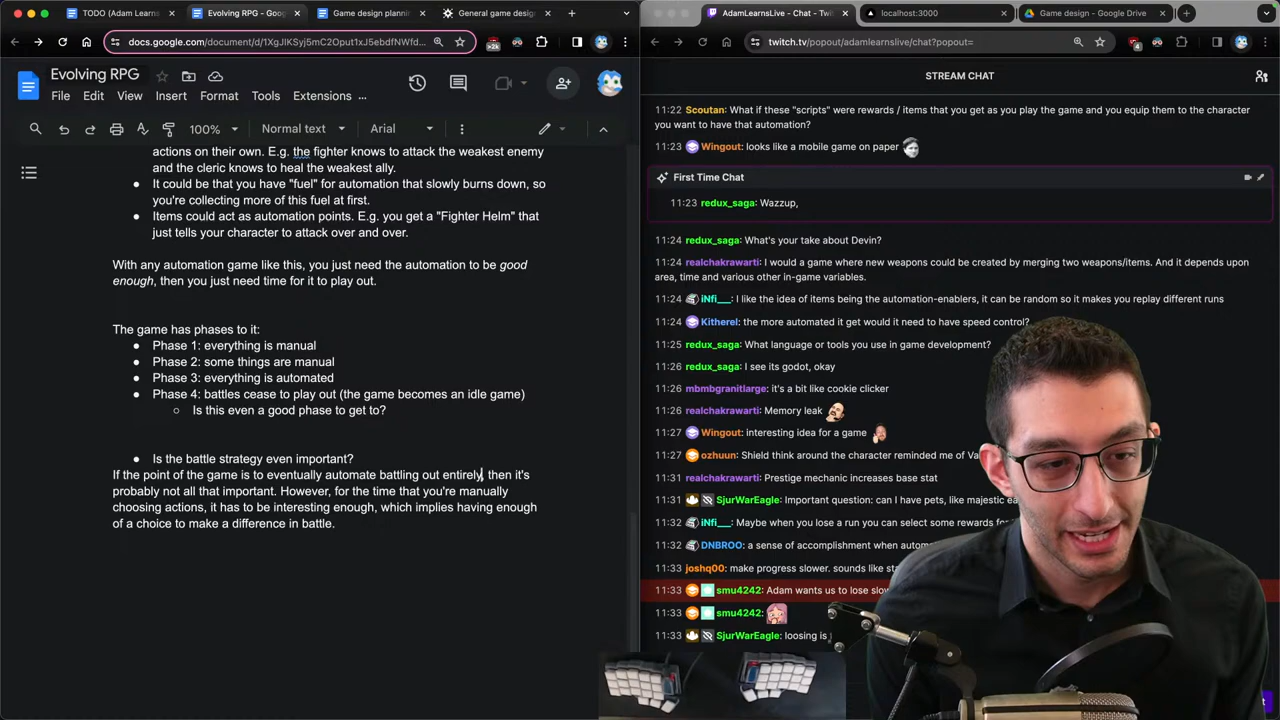 TODO (Adam Learns
Evolving RPG - Goog
Game design planni
General game desig
docs.google.com/document/d/1XgJIKSyj5mC2Oput1xJ5ebdfNWfd...
>2k
Evolving RPG
File Edit View Insert Format Tools Extensions ...
100% Normal text Arial
actions on their own. E.g. the fighter knows to attack the weakest enemy
and the cleric knows to heal the weakest ally.
● It could be that you have "fuel" for automation that slowly burns down, so
you're collecting more of this fuel at first.
● Items could act as automation points. E.g. you get a "Fighter Helm" that
just tells your character to attack over and over.
With any automation game like this, you just need the automation to be good
enough, then you just need time for it to play out.
The game has phases to it:
● Phase 1: everything is manual
● Phase 2: some things are manual
● Phase 3: everything is automated
● Phase 4: battles cease to play out (the game becomes an idle game)
○ Is this even a good phase to get to?
● Is the battle strategy even important?
If the point of the game is to eventually automate battling out entirely, then it's
probably not all that important. However, for the time that you're manually
choosing actions, it has to be interesting enough, which implies having enough
of a choice to make a difference in battle.
AdamLearnsLive - Chat - Twit
localhost:3000
Game design - Google Drive
twitch.tv/popout/adamlearnslive/chat?popout=
4
STREAM CHAT
11:22 Scoutan: What if these "scripts" were rewards / items that you get as you play the game and you equip them to the character
you want to have that automation?
11:23 Wingout: looks like a mobile game on paper
First Time Chat
11:23 redux_saga: Wazzup,
11:24 redux_saga: What's your take about Devin?
11:24 realchakrawarti: I would a game where new weapons could be created by merging two weapons/items. And it depends upon
area, time and various other in-game variables.
11:24 iNfi___: I like the idea of items being the automation-enablers, it can be random so it makes you replay different runs
11:24 Kitherel: the more automated it get would it need to have speed control?
11:25 redux_saga: What language or tools you use in game development?
11:26 redux_saga: I see its godot, okay
11:26 mbmbgranitlarge: it's a bit like cookie clicker
11:26 realchakrawarti: Memory leak
11:27 Wingout: interesting idea for a game
11:27 ozhuun: Shield think around the character reminded me of Va
11:31 realchakrawarti: Prestige mechanic increases base stat
11:31 SjurWarEagle: Important question: can I have pets, like majestic ea
11:32 iNfi___: Maybe when you lose a run you can select some rewards for
11:32 DNBROO: a sense of accomplishment when autom
11:33 joshq00: make progress slower. sounds like sta
11:33 smu4242: Adam wants us to lose slow
11:33 smu4242:
11:33 SjurWarEagle: loosing is